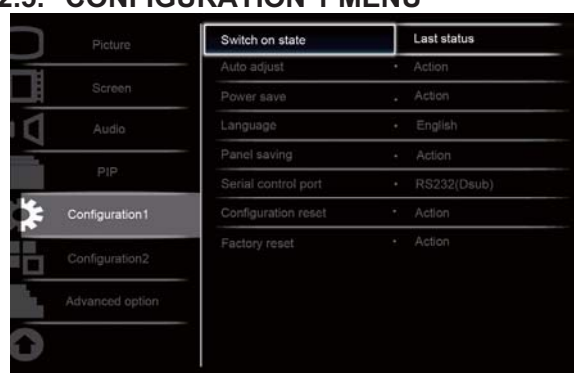 CONFIGURATION 1 MENU
Picture
Screen
Audio
PIP
Configuration1
Configuration2
Advanced option
Switch on state Last status
Auto adjust • Action
Power save • Action
Language • English
Panel saving • Action
Serial control port • RS232(Dsub)
Configuration reset • Action
Factory reset • Action